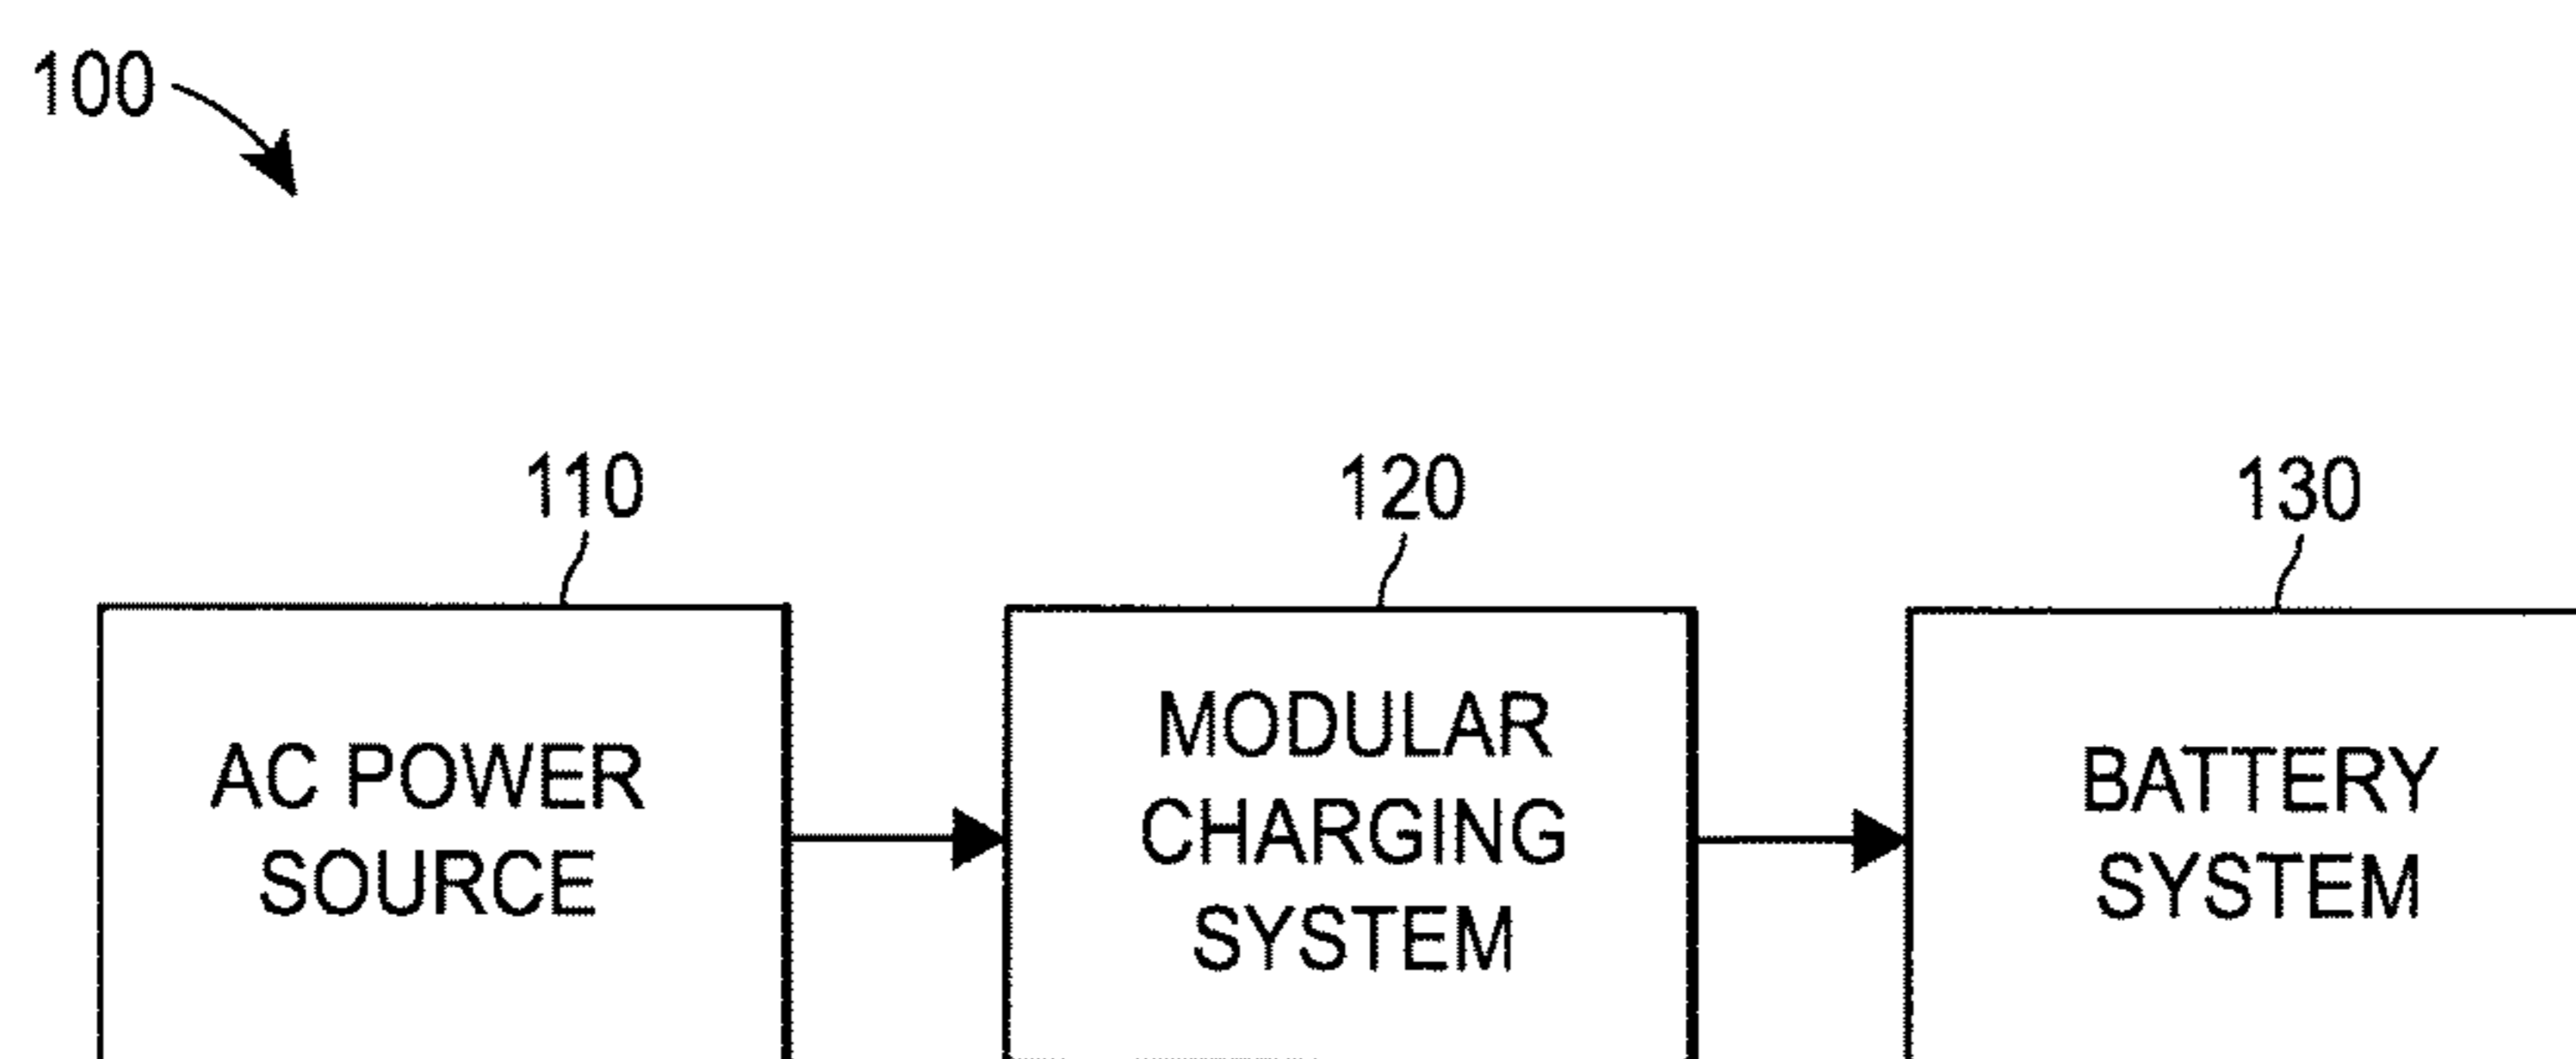 100
110
120
130
AC POWER
SOURCE
MODULAR
CHARGING
SYSTEM
BATTERY
SYSTEM